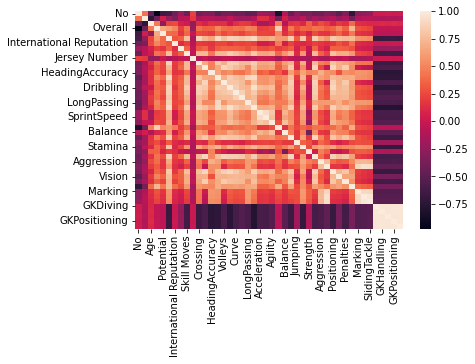 No
Overall
International Reputation
Jersey Number
HeadingAccuracy
Dribbling
LongPassing
SprintSpeed
Balance
Stamina
Aggression
Vision
Marking
GKDiving
GKPositioning
No
Age
Potential
International Reputation
Skill Moves
Crossing
HeadingAccuracy
Volleys
Curve
LongPassing
Acceleration
Agility
Balance
Jumping
Strength
Aggression
Positioning
Penalties
Marking
SlidingTackle
GKHandling
GKPositioning
1.00
0.75
0.50
0.25
0.00
-0.25
-0.50
-0.75